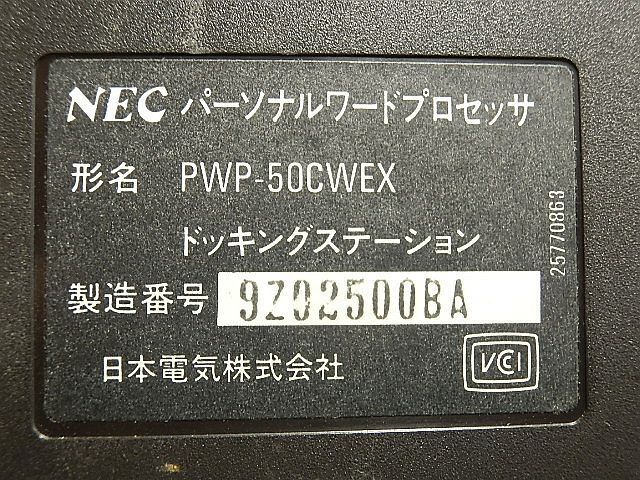 NEC パーソナルワードプロセッサ
形名 PWP-50CWEX
ドッキングステーション
製造番号 9Z02500BA
日本電気株式会社
VCCI
25770863